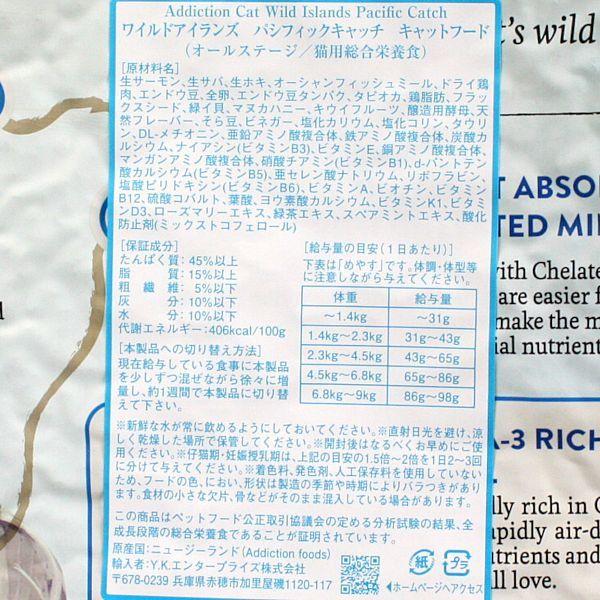 Addiction Cat Wild Islands Pacific Catch
ワイルドアイランズ パシフィックキャッチ キャットフード
(オールステージ/猫用総合栄養食)
[原材料名]
生サーモン、生サバ、生ホキ、オーシャンフィッシュミール、ドライ鶏
肉、エンドウ豆、全卵、エンドウ豆タンパク、タピオカ、鶏脂肪、フラッ
クスシード、緑イ貝、マヌカハニー、キウイフルーツ、醸造用酵母、天
然フレーバー、そら豆、ビネガー、塩化カリウム、塩化コリン、タウリ
ン、DL-メチオニン、亜鉛アミノ酸複合体、鉄アミノ酸複合体、炭酸カ
ルシウム、ナイアシン(ビタミンB3)、ビタミンE、銅アミノ酸複合体、
マンガンアミノ酸複合体、硝酸チアミン(ビタミンB1)、d-パントテン
酸カルシウム(ビタミンB5)、亜セレン酸ナトリウム、リボフラビン、
塩酸ピリドキシン(ビタミンB6)、ビタミンA、ビオチン、ビタミン
B12、硫酸コバルト、葉酸、ヨウ素酸カルシウム、ビタミンK1、ビタミ
ンD3、ローズマリーエキス、緑茶エキス、スペアミントエキス、酸化
防止剤(ミックストコフェロール)
[保証成分]
たんぱく質:45%以上
脂 質:15%以上
粗 繊 維:5%以下
灰 分:10%以下
水 分:10%以下
代謝エネルギー:406kcal/100g
[本製品への切り替え方法]
現在給与している食事に本製品
を少しずつ混ぜながら徐々に増
量し、約1週間で本製品に切り替
えて下さい。
[給与量の目安(1日あたり)]
下表は「めやす」です。体調・体型等
に注意しながら与えてください。
体重 給与量
〜1.4kg 〜31g
1.4kg〜2.3kg 31g〜43g
2.3kg〜4.5kg 43g〜65g
4.5kg〜6.8kg 65g〜86g
6.8kg〜9kg 86g〜98g
※新鮮な水が常に飲めるようにしておいてください。※直射日光を避け、涼
しく乾燥した場所で保管してください。※開封後はなるべくお早めにご使
用ください。※仔猫期・妊娠授乳期は、上記の目安の1.5倍〜2倍を1日2〜3回
に分けて与えてください。※着色料、発色剤、人工保存料を使用していない
ため、フードの色、におい、形状は製造の季節や時期によりバラつきがあり
ます。食材の小さな欠片、骨などがそのまま混入している場合があります。
この商品はペットフード公正取引協議会の定める分析試験の結果、全
成長段階の総合栄養食であることが証明されています。
原産国:ニュージーランド(Addiction foods)
輸入者:Y.K.エンタープライズ株式会社
〒678-0239 兵庫県赤穂市加里屋磯1120-117
紙
プラ
◀ホームページへアクセス
's wild
T ABSO
TED MI
with Chelate
are easier f
make the m
ial nutrient
A-3 RICH
lly rich in O
apidly air-d
utrients and
ll love.